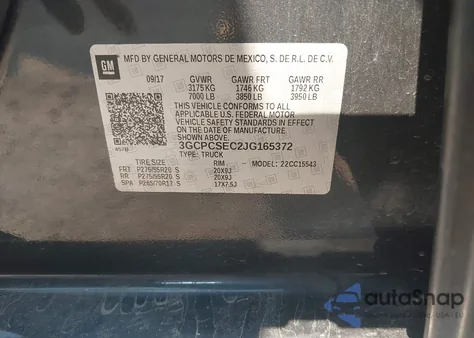 GM
MFD BY GENERAL MOTORS DE MEXICO, S. DE R.L. DE C.V.
09/17 GVWR GAWR FRT GAWR RR
3175 KG 1746 KG 1792 KG
7000 LB 3850 LB 3950 LB
THIS VEHICLE CONFORMS TO ALL
APPLICABLE U.S. FEDERAL MOTOR
VEHICLE SAFETY STANDARDS IN EFFECT
ON THE DATE OF MANUFACTURE
SHOWN ABOVE.
3GCPCSEC2JG165372
457B TYPE: TRUCK
TIRE SIZE RIM MODEL: 22CC15543
FRT P275/55R20 S 20X9J
RR P275/55R20 S 20X9J
SPA P265/70R17 S 17X7.5J
autoSnap